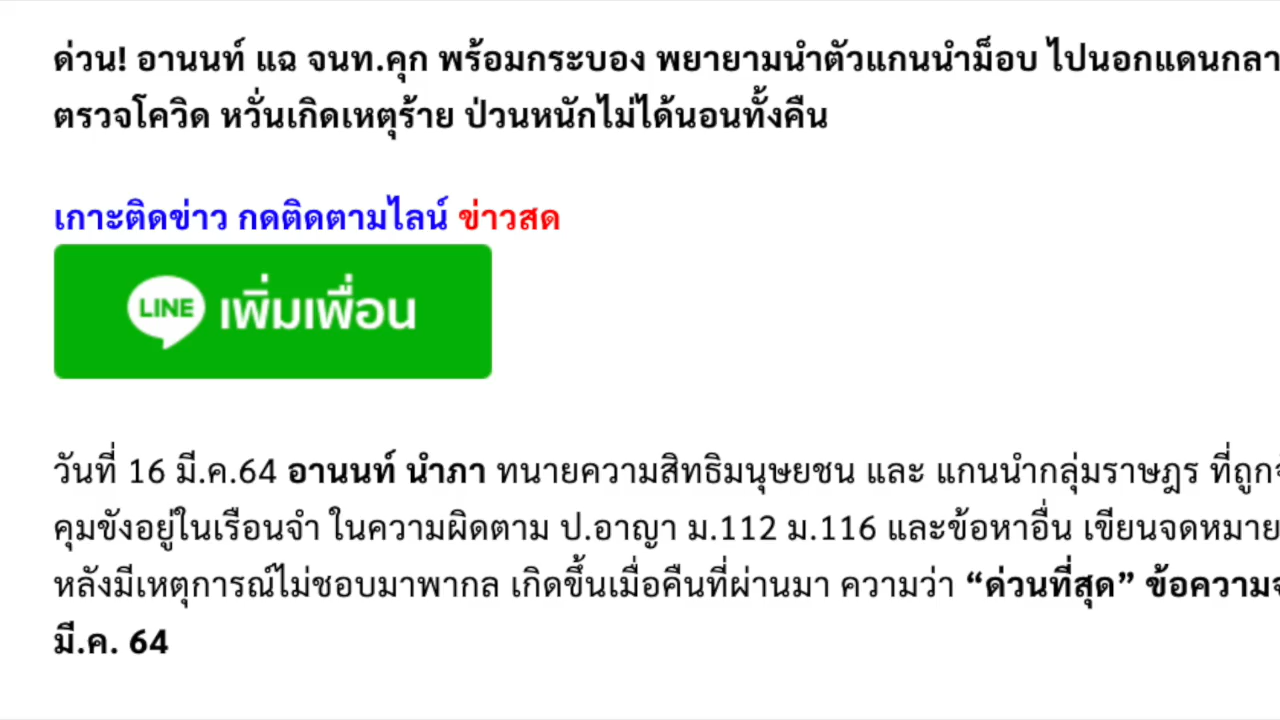 ด่วน! อานนท์ แฉ จนท.คุก พร้อมกระบอง พยายามนำตัวแกนนำม็อบ ไปนอกแดนกลา
ตรวจโควิด หวั่นเกิดเหตุร้าย ป่วนหนักไม่ได้นอนทั้งคืน
เกาะติดข่าว กดติดตามไลน์ ข่าวสด
LINE เพิ่มเพื่อน
วันที่ 16 มี.ค.64 อานนท์ นำภา ทนายความสิทธิมนุษยชน และ แกนนำกลุ่มราษฎร ที่ถูก
คุมขังอยู่ในเรือนจำ ในความผิดตาม ป.อาญา ม.112 ม.116 และข้อหาอื่น เขียนจดหมาย
หลังมีเหตุการณ์ไม่ชอบมาพากล เกิดขึ้นเมื่อคืนที่ผ่านมา ความว่า “ด่วนที่สุด” ข้อความ
มี.ค. 64